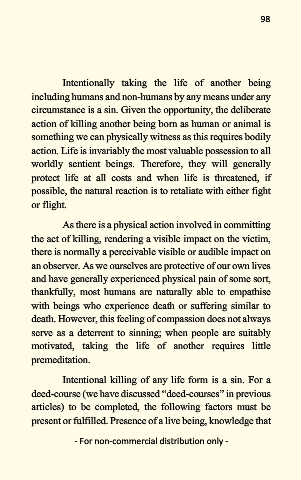 98
Intentionally taking the life of another being
including humans and non-humans by any means under any
circumstance is a sin. Given the opportunity, the deliberate
action of killing another being born as human or animal is
something we can physically witness as this requires bodily
action. Life is invariably the most valuable possession to all
worldly sentient beings. Therefore, they will generally
protect life at all costs and when life is threatened, if
possible, the natural reaction is to retaliate with either fight
or flight.
As there is a physical action involved in committing
the act of killing, rendering a visible impact on the victim,
there is normally a perceivable visible or audible impact on
an observer. As we ourselves are protective of our own lives
and have generally experienced physical pain of some sort,
thankfully, most humans are naturally able to empathise
with beings who experience death or suffering similar to
death. However, this feeling of compassion does not always
serve as a deterrent to sinning; when people are suitably
motivated, taking the life of another requires little
premeditation.
Intentional killing of any life form is a sin. For a
deed-course (we have discussed “deed-courses” in previous
articles) to be completed, the following factors must be
present or fulfilled. Presence of a live being, knowledge that
- For non-commercial distribution only -